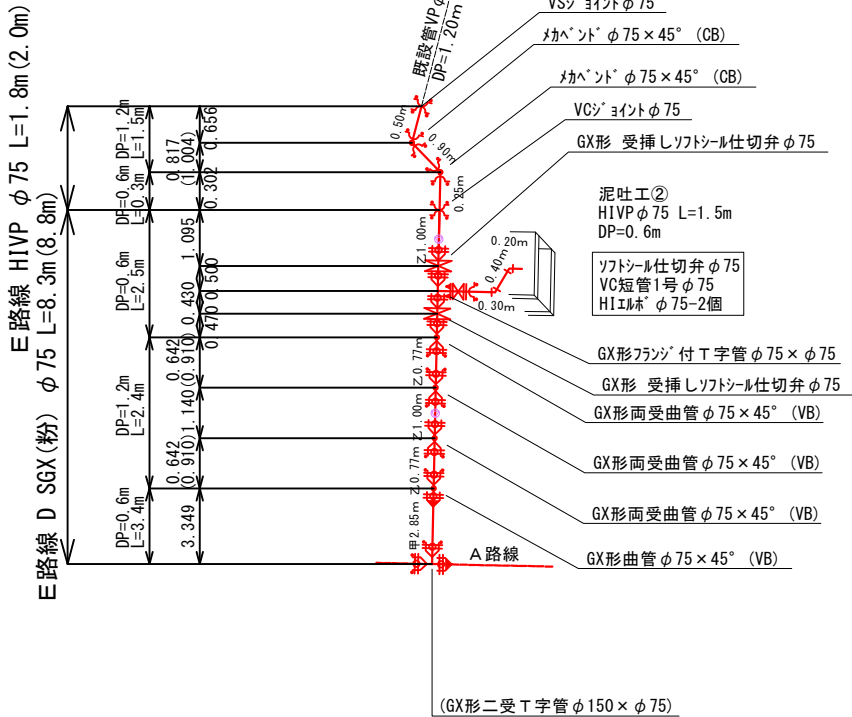 VSｼﾞｮｲﾝﾄφ75
ﾒｶﾍﾞﾝﾄﾞφ75×45°(CB)
ﾒｶﾍﾞﾝﾄﾞφ75×45°(CB)
VCｼﾞｮｲﾝﾄφ75
GX形 受挿しｿﾌﾄｼｰﾙ仕切弁φ75
既設管VPφ
DP=1.20m
0.50m
0.90m
0.25m
乙1.00m
泥吐工②
HIVPφ75 L=1.5m
DP=0.6m
0.20m
0.40m
0.30m
ｿﾌﾄｼｰﾙ仕切弁φ75
VC短管1号φ75
HIｴﾙﾎﾞφ75-2個
GX形ﾌﾗﾝｼﾞ付T字管φ75×φ75
GX形 受挿しｿﾌﾄｼｰﾙ仕切弁φ75
GX形両受曲管φ75×45°(VB)
GX形両受曲管φ75×45°(VB)
GX形両受曲管φ75×45°(VB)
GX形曲管φ75×45°(VB)
乙0.77m
乙1.00m
乙0.77m
甲2.85m
A路線
(GX形二受T字管φ150×φ75)
E路線 HIVP φ75 L=1.8m(2.0m)
E路線 D SGX(粉) φ75 L=8.3m(8.8m)
DP=1.2m
L=1.5m
DP=0.6m
L=0.3m
DP=0.6m
L=2.5m
DP=1.2m
L=2.4m
DP=0.6m
L=3.4m
0.656
0.817
(1.004)
0.302
1.095
0.500
0.430
0.470
0.642
(0.910)
1.140
0.642
(0.910)
3.349